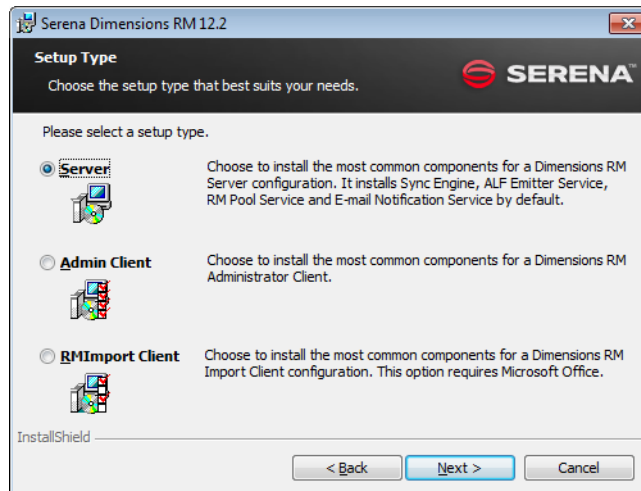 Serena Dimensions RM 12.2
Setup Type
Choose the setup type that best suits your needs.
SERENA™
Please select a setup type.
Server
Choose to install the most common components for a Dimensions RM
Server configuration. It installs Sync Engine, ALF Emitter Service,
RM Pool Service and E-mail Notification Service by default.
Admin Client
Choose to install the most common components for a Dimensions RM
Administrator Client.
RMImport Client
Choose to install the most common components for a Dimensions RM
Import Client configuration. This option requires Microsoft Office.
InstallShield
< Back
Next >
Cancel